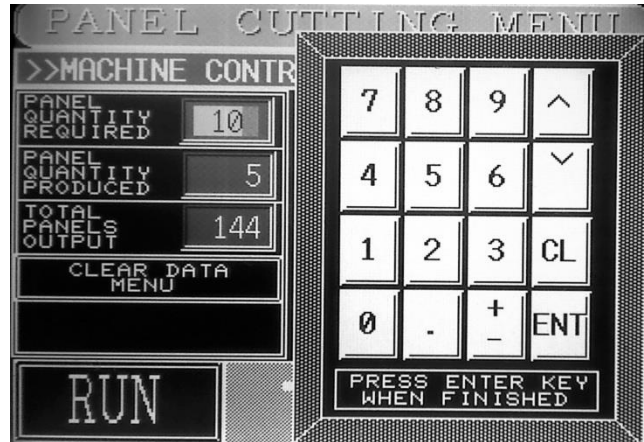 PANEL CUTTING MENU
>>MACHINE CONTR
PANEL
QUANTITY
REQUIRED
10
PANEL
QUANTITY
PRODUCED
5
TOTAL
PANELS
OUTPUT
144
CLEAR DATA
MENU
RUN
7 8 9 ^
4 5 6 ˅
1 2 3 CL
0 . +
- ENT
PRESS ENTER KEY
WHEN FINISHED